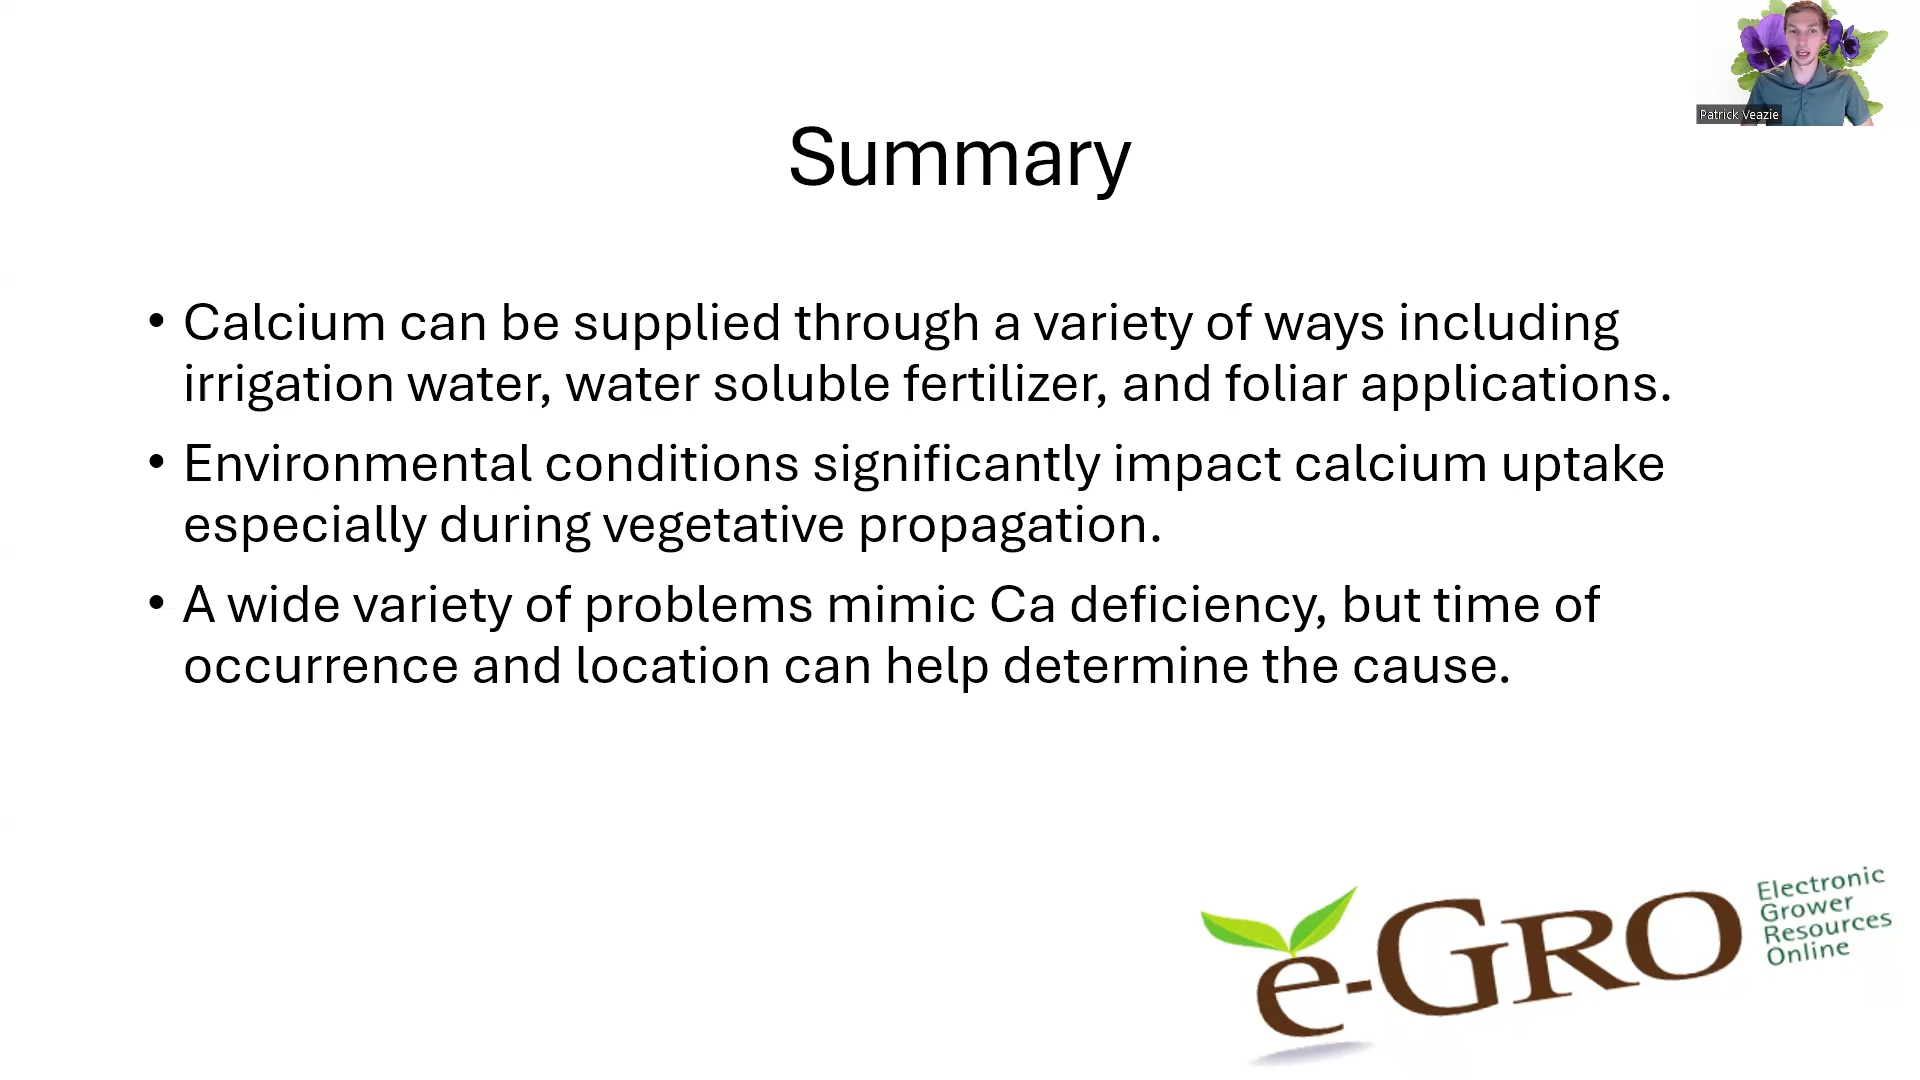 Patrick Veazie
Summary
• Calcium can be supplied through a variety of ways including
irrigation water, water soluble fertilizer, and foliar applications.
• Environmental conditions significantly impact calcium uptake
especially during vegetative propagation.
• A wide variety of problems mimic Ca deficiency, but time of
occurrence and location can help determine the cause.
e-GRO
Electronic
Grower
Resources
Online